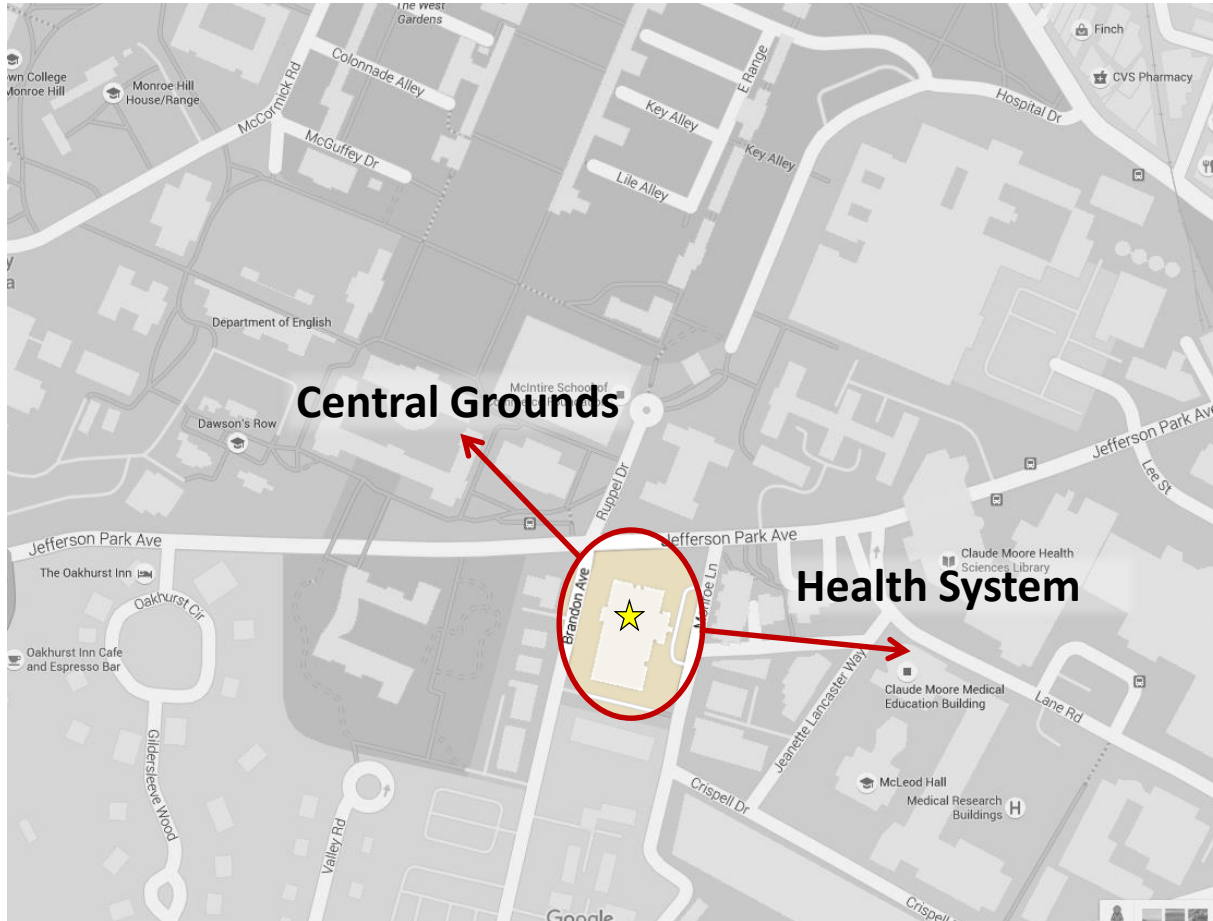 The West
Gardens
Finch
own College
Monroe Hill
Colonnade Alley
CVS Pharmacy
Monroe Hill
House/Range
E Range
McCormick Rd
Key Alley
Hospital Dr
McGuffey Dr
Key Alley
Lile Alley
Department of English
McIntire School of
Central Grounds
Dawson's Row
Jefferson Park Ave
Lee St
Ruppel Dr
Jefferson Park Ave
Jefferson Park Ave
Claude Moore Health
Sciences Library
The Oakhurst Inn
Health System
Oakhurst Cir
Brandon Ave
Monroe Ln
Oakhurst Inn Cafe
and Espresso Bar
Claude Moore Medical
Education Building
Jeanette Lancaster Way
Lane Rd
Gildersleeve Wood
Crispell Dr
McLeod Hall
Medical Research
Buildings
H
Valley Rd
Crispell
Google